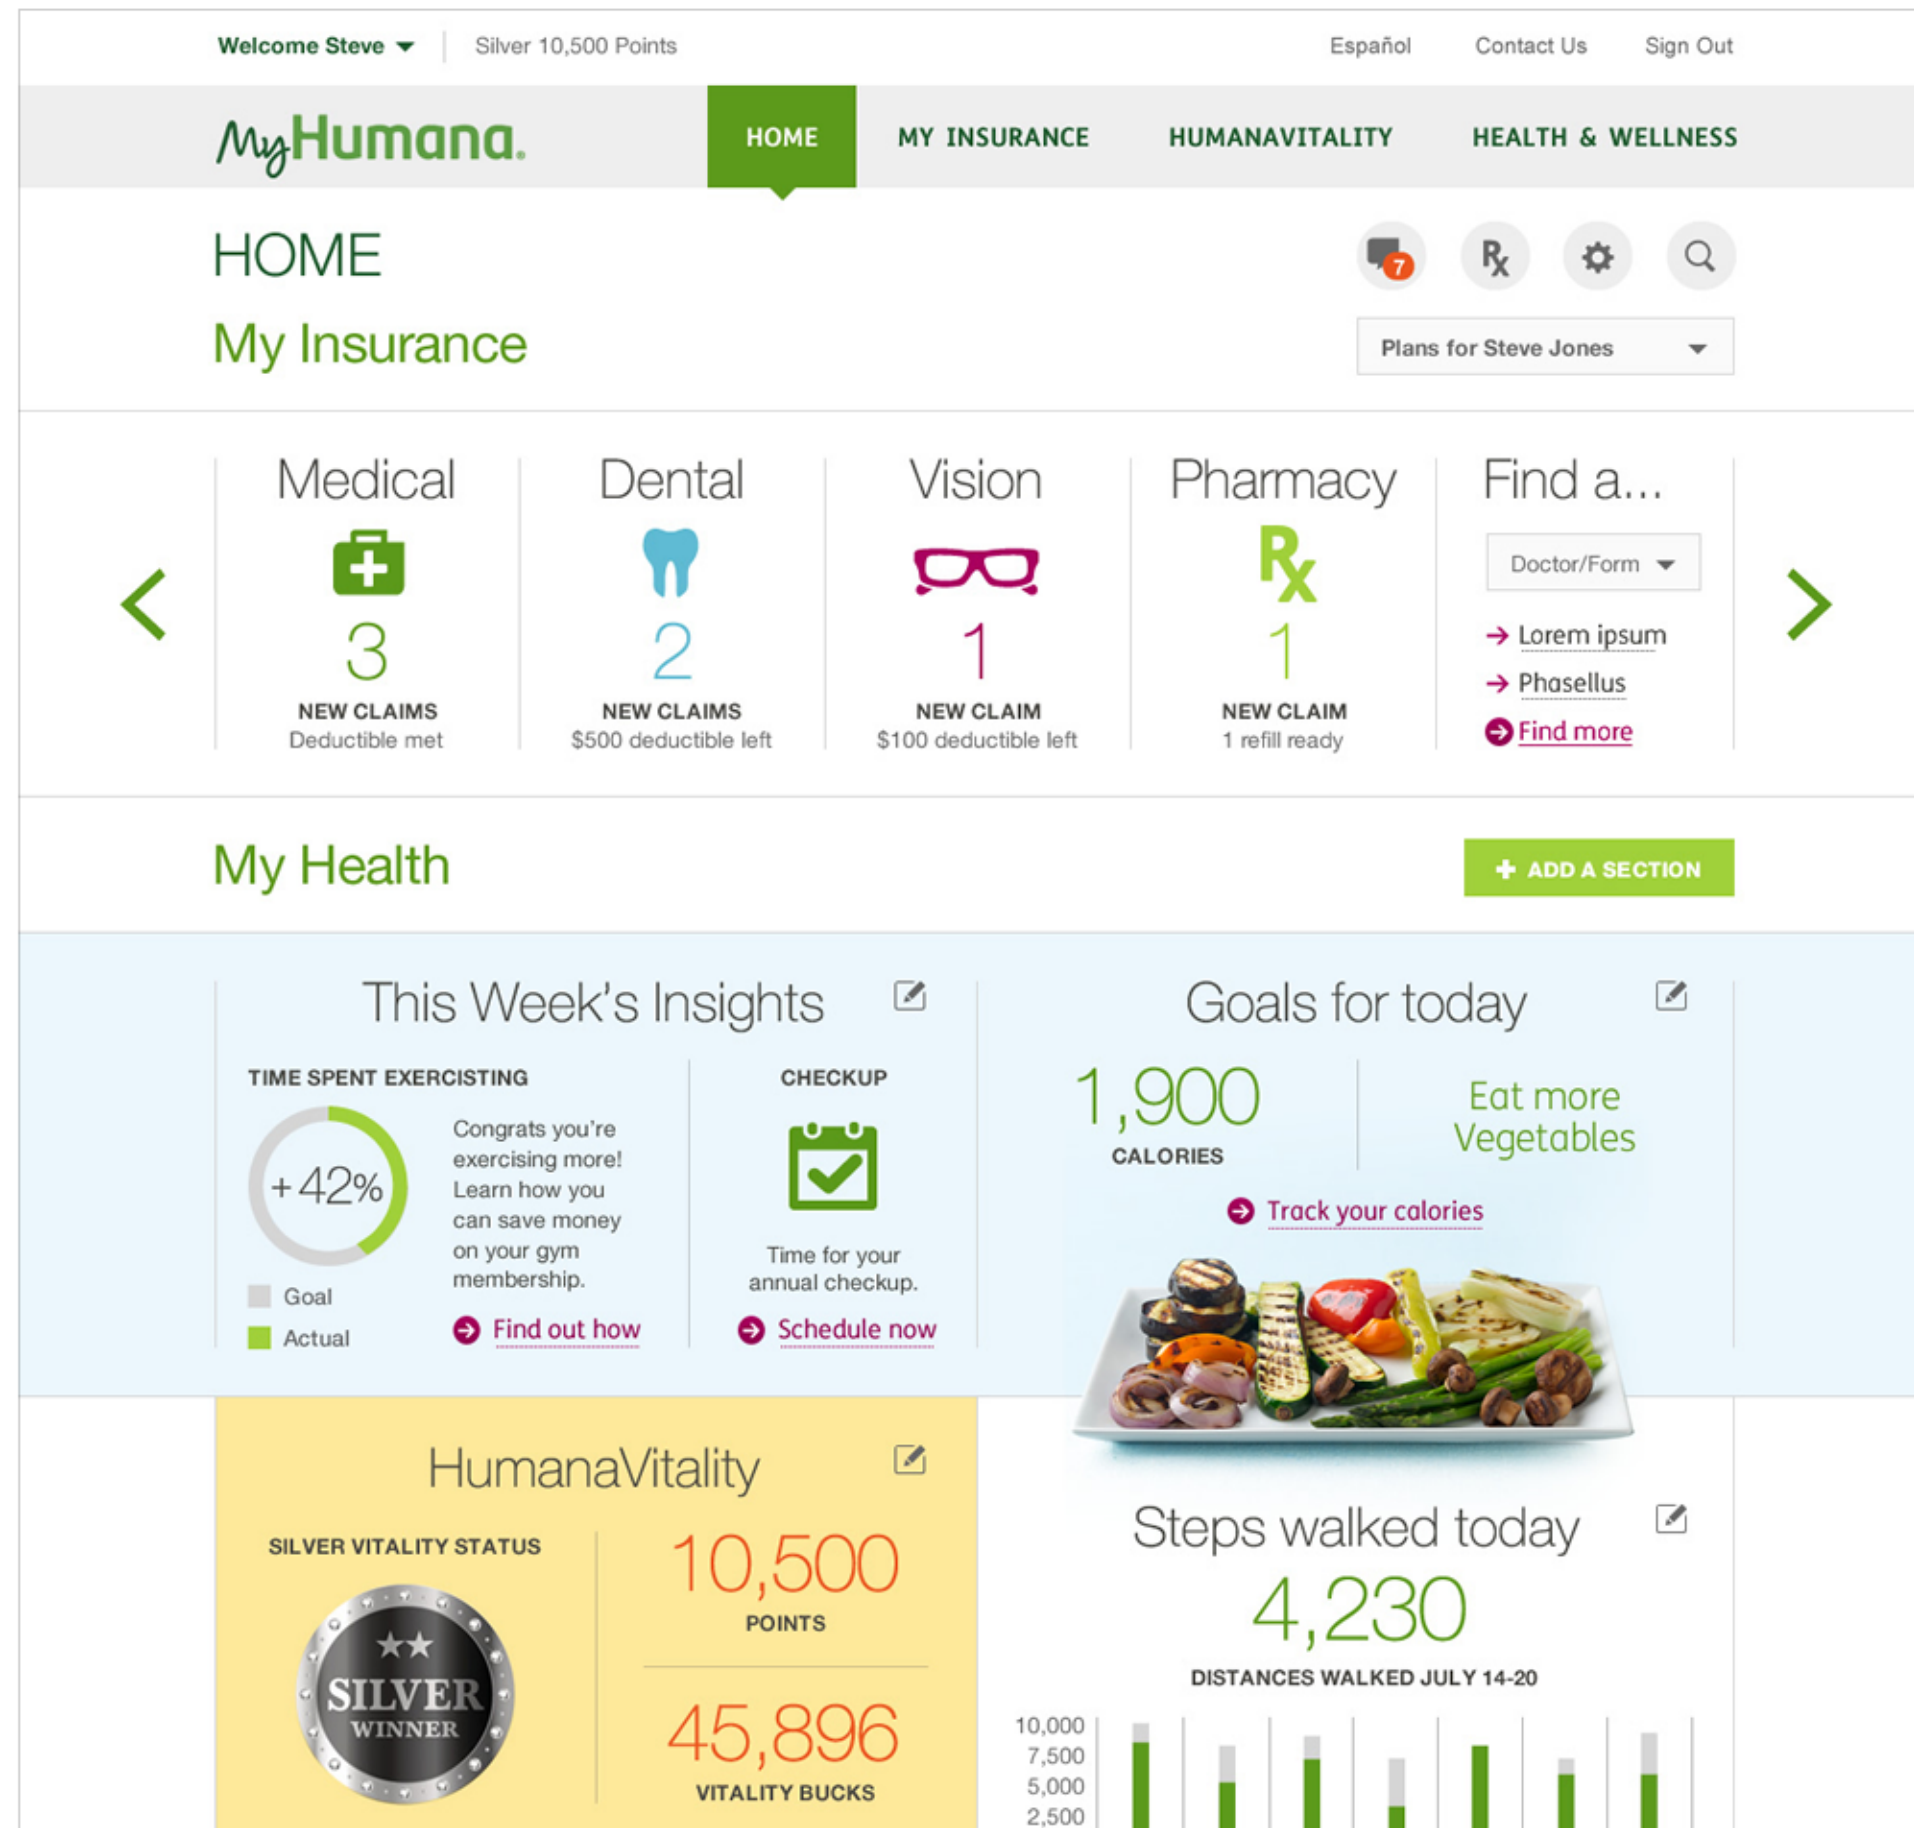 Welcome Steve
Silver 10,500 Points
Español
Contact Us
Sign Out
MyHumana.
HOME
MY INSURANCE
HUMANAVITALITY
HEALTH & WELLNESS
HOME
7
Rx
My Insurance
Plans for Steve Jones
Medical
3
NEW CLAIMS
Deductible met
Dental
2
NEW CLAIMS
$500 deductible left
Vision
1
NEW CLAIM
$100 deductible left
Pharmacy
Rx
1
NEW CLAIM
1 refill ready
Find a...
Doctor/Form
Lorem ipsum
Phasellus
Find more
My Health
+ ADD A SECTION
This Week's Insights
TIME SPENT EXERCISTING
+42%
Goal
Actual
Congrats you're
exercising more!
Learn how you
can save money
on your gym
membership.
Find out how
CHECKUP
Time for your
annual checkup.
Schedule now
Goals for today
1,900
CALORIES
Eat more
Vegetables
Track your calories
HumanaVitality
SILVER VITALITY STATUS
SILVER
WINNER
10,500
POINTS
45,896
VITALITY BUCKS
Steps walked today
4,230
DISTANCES WALKED JULY 14-20
10,000
7,500
5,000
2,500